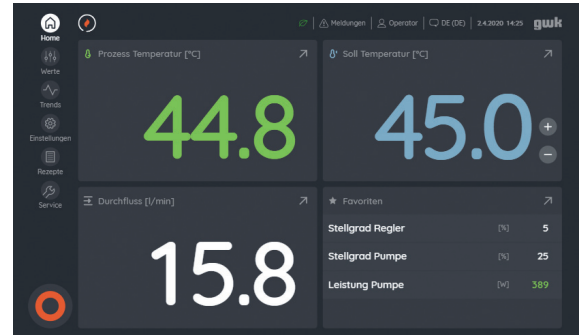 Meldungen Operator DE (DE) 2.4.2020 14:25 gwk
Home
Werte
Trends
Einstellungen
Rezepte
Service
Prozess Temperatur [°C]
44.8
Soll Temperatur [°C]
45.0
+
−
Durchfluss [l/min]
15.8
Favoriten
Stellgrad Regler [%] 5
Stellgrad Pumpe [%] 25
Leistung Pumpe [W] 389